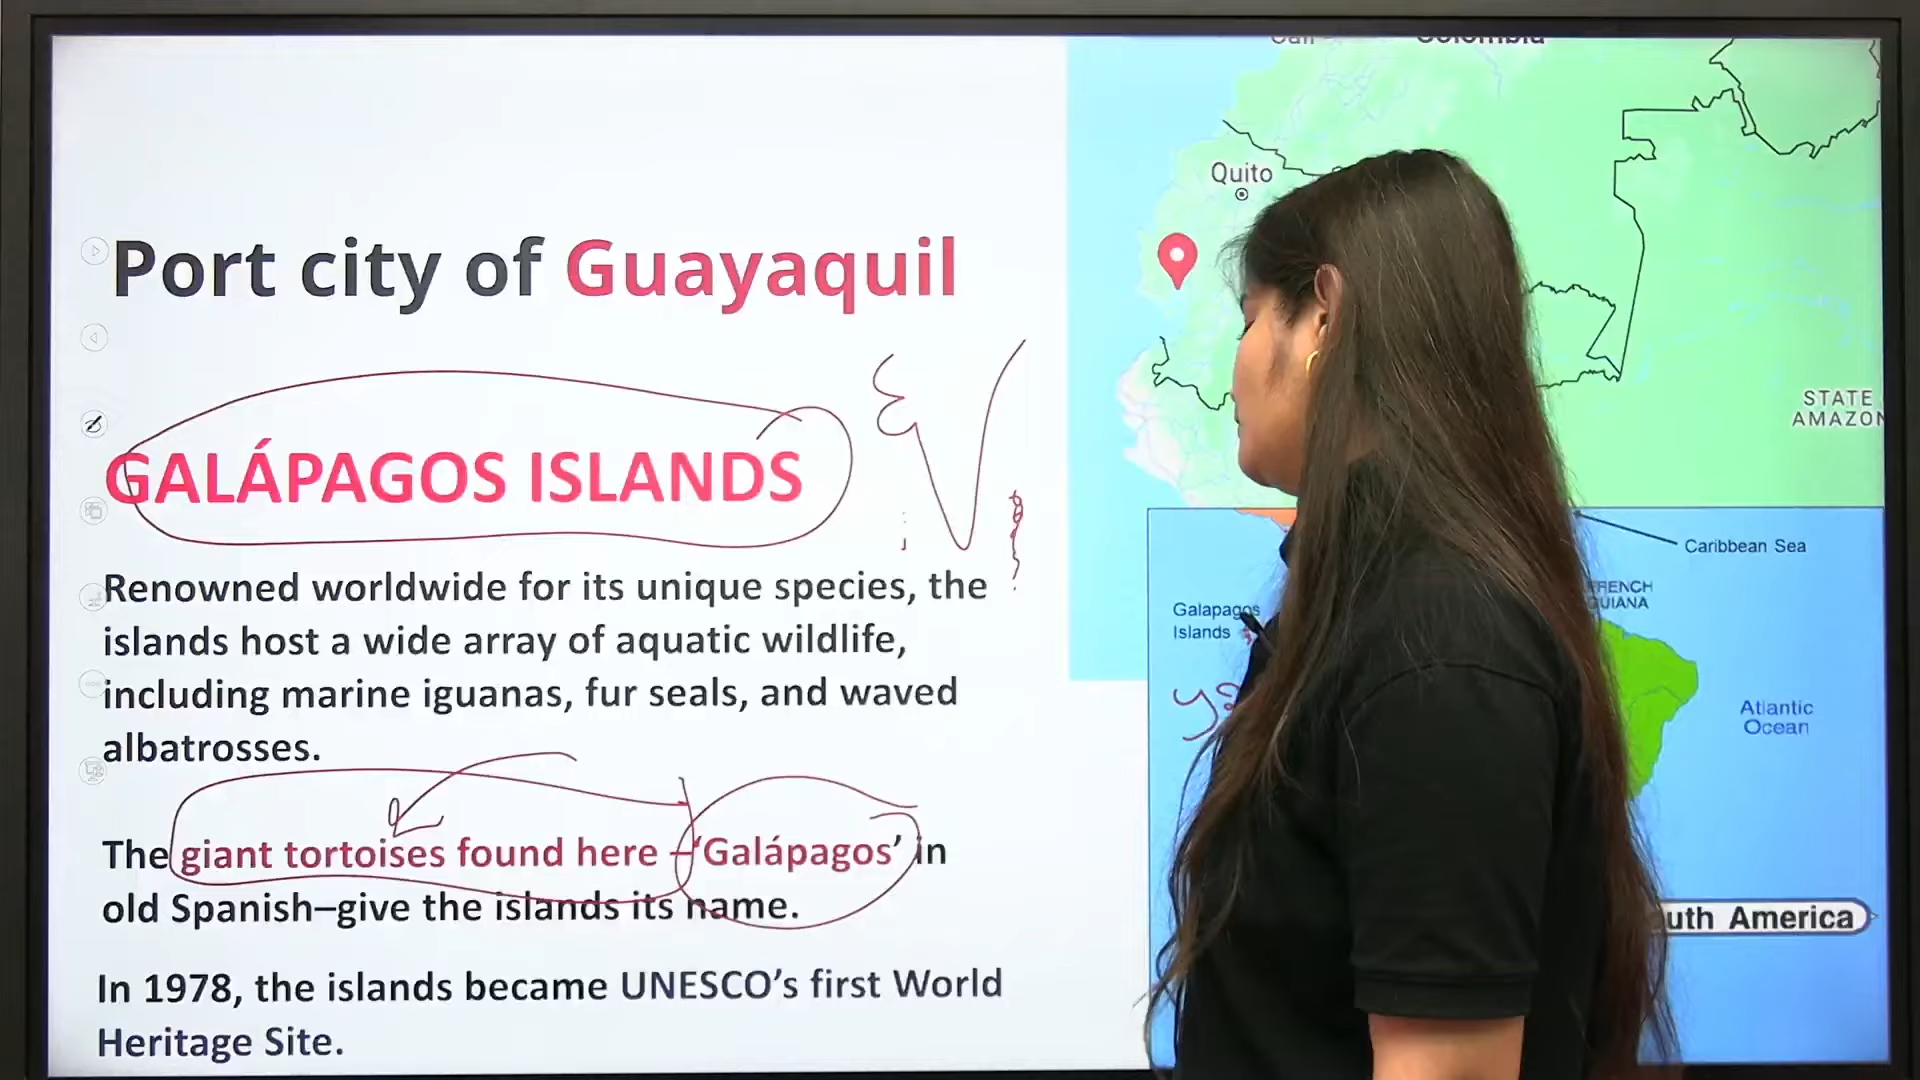 Colombia
Quito
Port city of Guayaquil
STATE
GALÁPAGOS ISLANDS
Caribbean Sea
Renowned worldwide for its unique species, the
islands host a wide array of aquatic wildlife,
including marine iguanas, fur seals, and waved
albatrosses.
Galapagos
Islands
Atlantic
Ocean
The giant tortoises found here –‘Galápagos’ in
old Spanish–give the islands its name.
America
In 1978, the islands became UNESCO’s first World
Heritage Site.